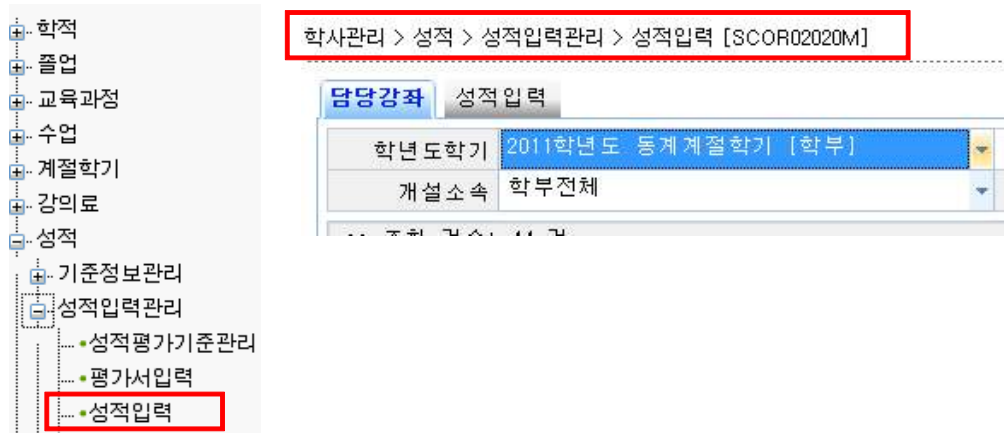 학적
졸업
교육과정
수업
계절학기
강의료
성적
기준정보관리
성적입력관리
성적평가기준관리
평가서입력
성적입력
학사관리 > 성적 > 성적입력관리 > 성적입력 [SCOR02020M]
담당강좌 성적입력
학년도학기 2011학년도 동계계절학기 [학부]
개설소속 학부전체